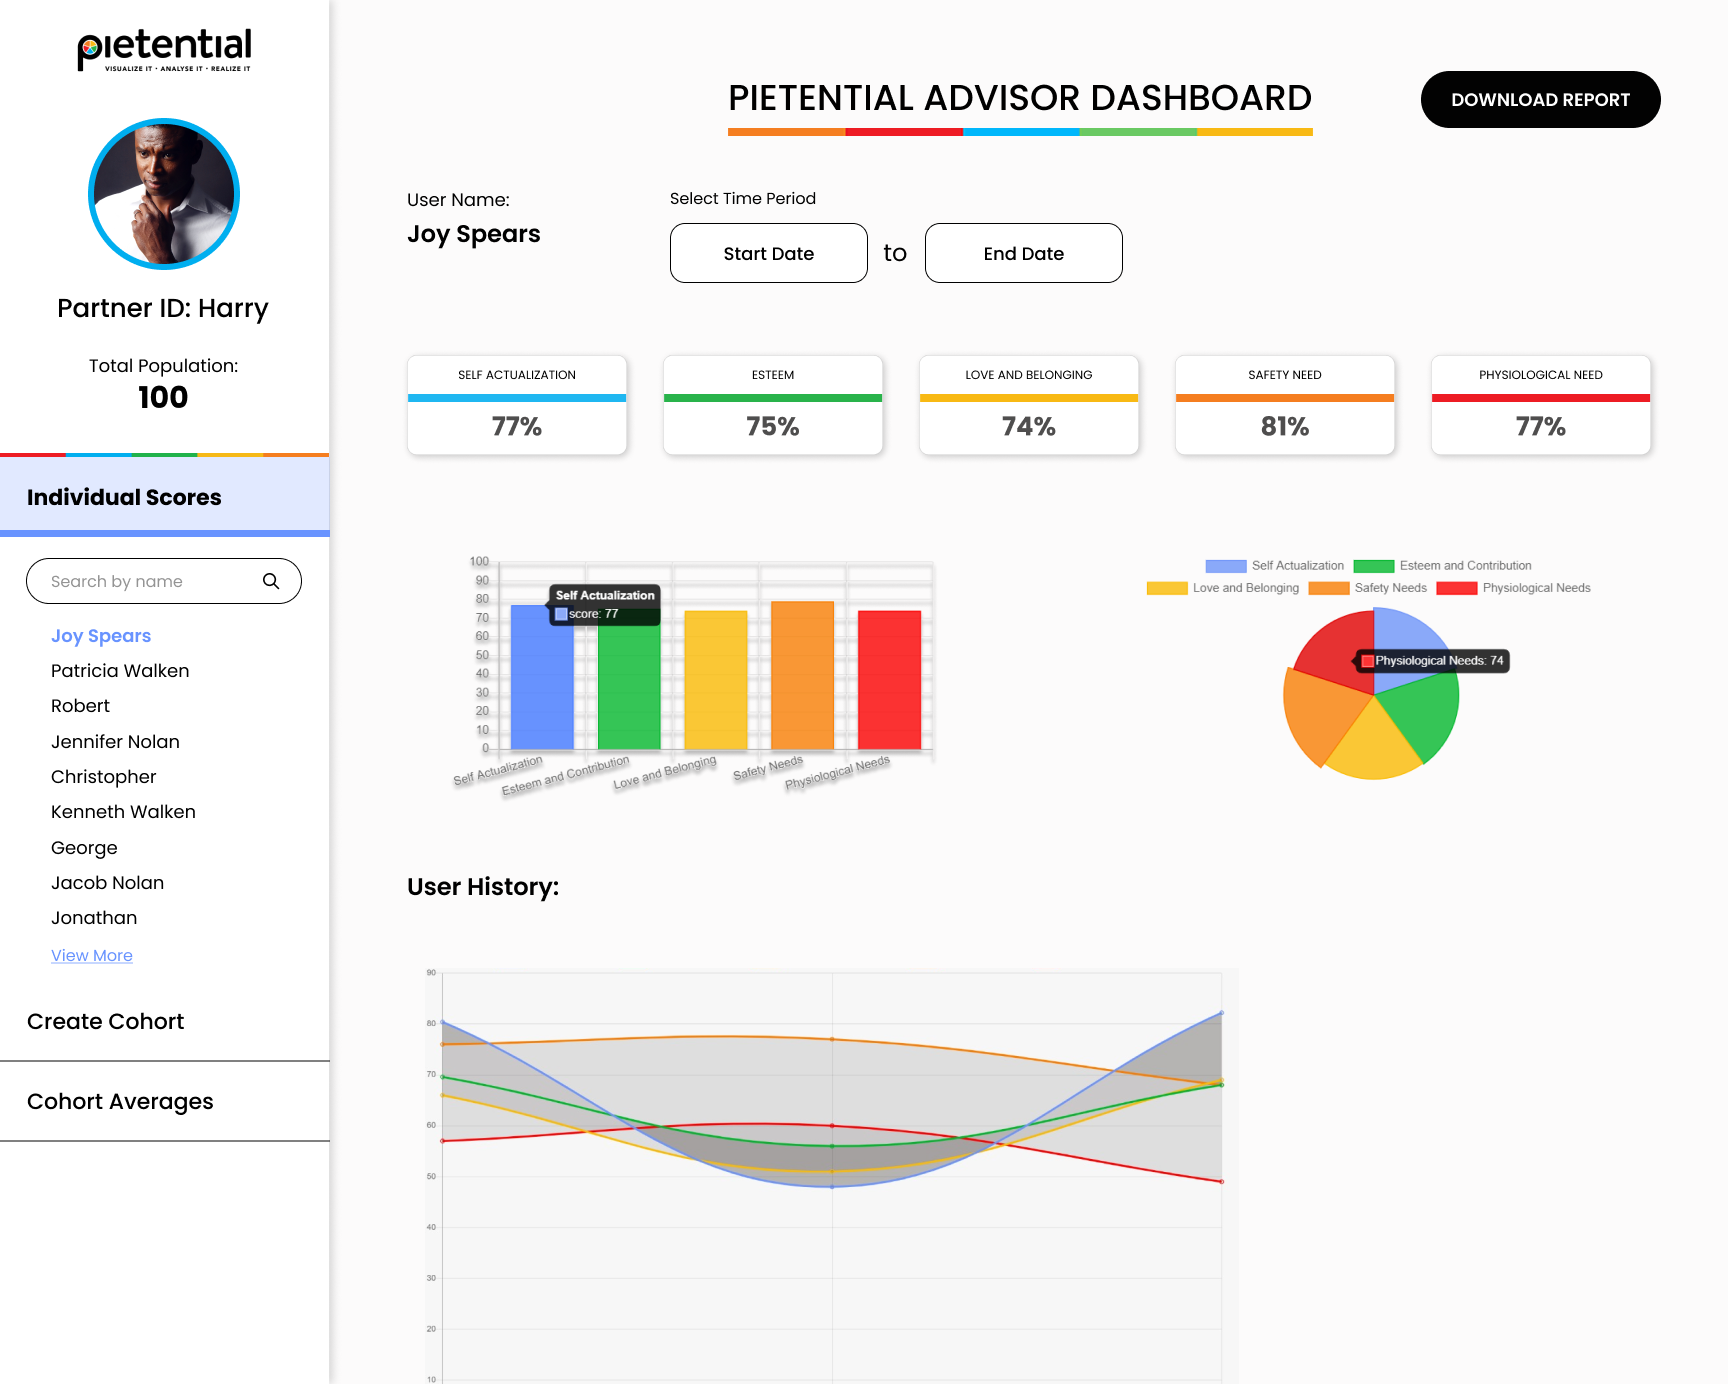 pietential
VISUALIZE IT • ANALYSE IT • REALIZE IT
Partner ID: Harry
Total Population:
100
Individual Scores
Search by name
Joy Spears
Patricia Walken
Robert
Jennifer Nolan
Christopher
Kenneth Walken
George
Jacob Nolan
Jonathan
View More
Create Cohort
Cohort Averages
PIETENTIAL ADVISOR DASHBOARD
DOWNLOAD REPORT
User Name:
Joy Spears
Select Time Period
Start Date to End Date
SELF ACTUALIZATION
77%
ESTEEM
75%
LOVE AND BELONGING
74%
SAFETY NEED
81%
PHYSIOLOGICAL NEED
77%
100
90
80
70
60
50
40
30
20
10
0
Self Actualization
score: 77
Self Actualization
Esteem and Contribution
Love and Belonging
Safety Needs
Physiological Needs
Self Actualization Esteem and Contribution
Love and Belonging Safety Needs Physiological Needs
Physiological Needs: 74
User History:
90
80
70
60
50
40
30
20
10